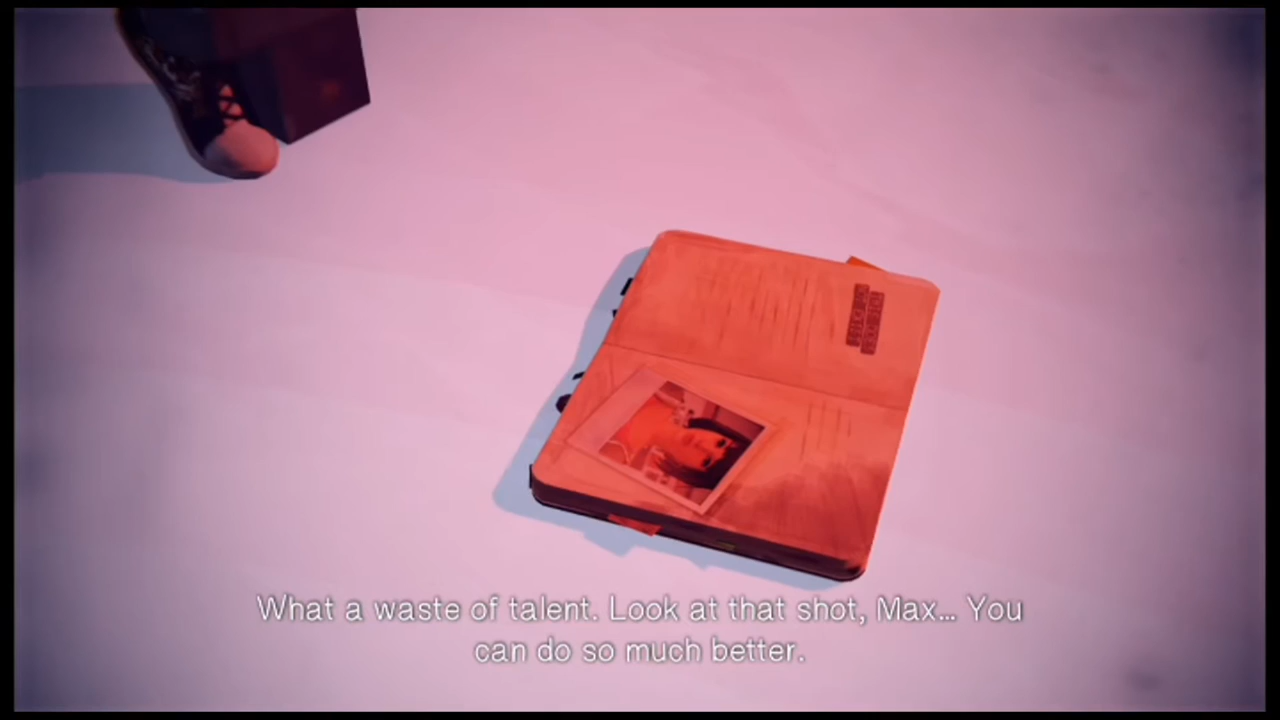 What a waste of talent. Look at that shot, Max... You
can do so much better.